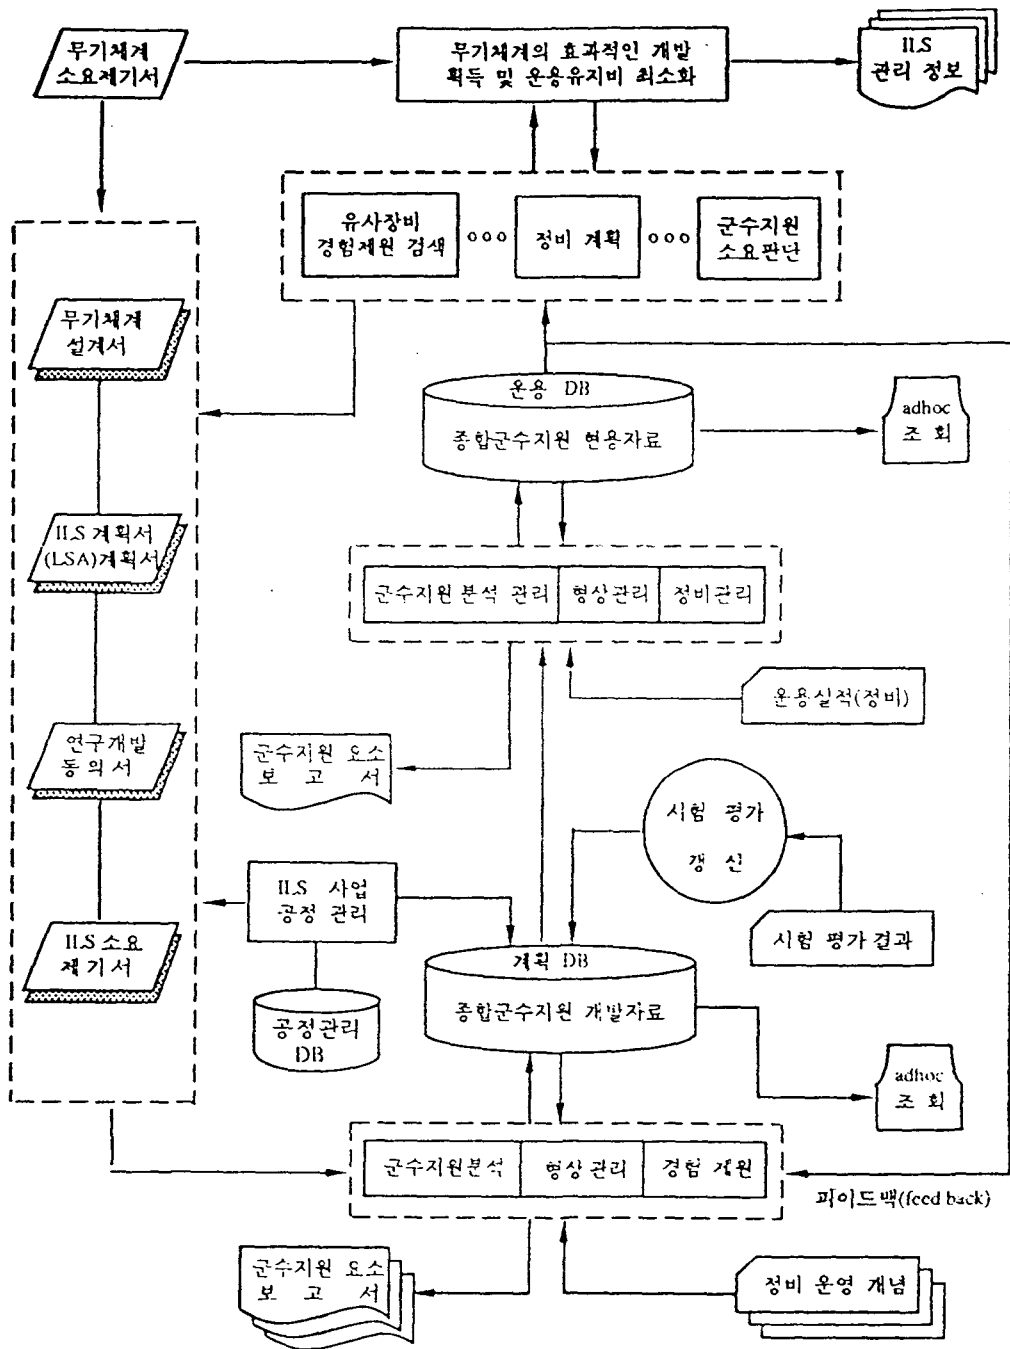 무기체계
소요제기서
무기체계의 효과적인 개발
획득 및 운용유지비 최소화
ILS
관리 정보
유사장비
경험제원 검색
정비 계획
군수지원
소요판단
무기체계
설계서
운용 DB
종합군수지원 현용자료
adhoc
조 회
ILS 계획서
(LSA)계획서
군수지원분석 관리
형상관리
정비관리
운용실적(정비)
연구개발
동의서
군수지원 요소
보 고 서
시험 평가
갱 신
ILS 사업
공정 관리
시험 평가결과
ILS 소요
제기서
계획 DB
종합군수지원 개발자료
공정관리
DB
adhoc
조 회
군수지원분석
형상관리
경험 제원
피이드백(feed back)
군수지원 요소
보 고 서
정비 운영 개념